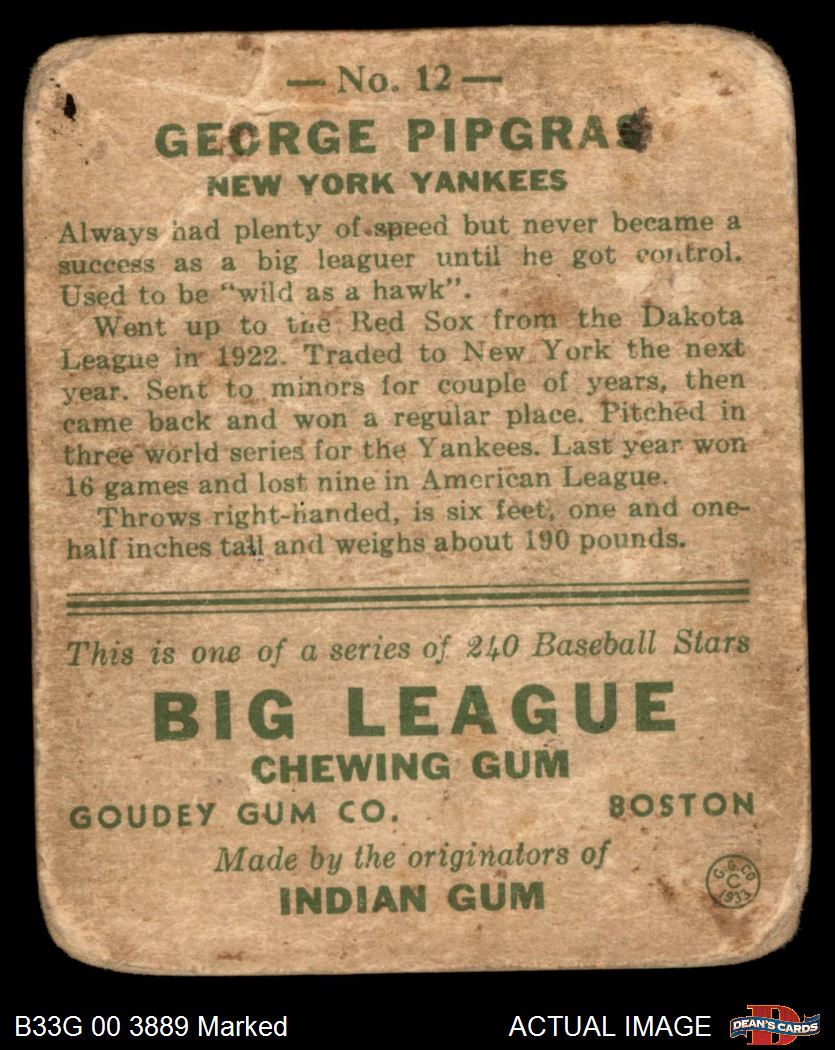 — No. 12 —
GEORGE PIPGRAS
NEW YORK YANKEES
Always had plenty of speed but never became a
success as a big leaguer until he got control.
Used to be “wild as a hawk”.
Went up to the Red Sox from the Dakota
League in 1922. Traded to New York the next
year. Sent to minors for couple of years, then
came back and won a regular place. Pitched in
three world series for the Yankees. Last year won
16 games and lost nine in American League.
Throws right-handed, is six feet, one and one-
half inches tall and weighs about 190 pounds.
This is one of a series of 240 Baseball Stars
BIG LEAGUE
CHEWING GUM
GOUDEY GUM CO. BOSTON
Made by the originators of
INDIAN GUM
G.G.CO
C
1933
B33G 00 3889 Marked ACTUAL IMAGE
D
DEAN'S CARDS